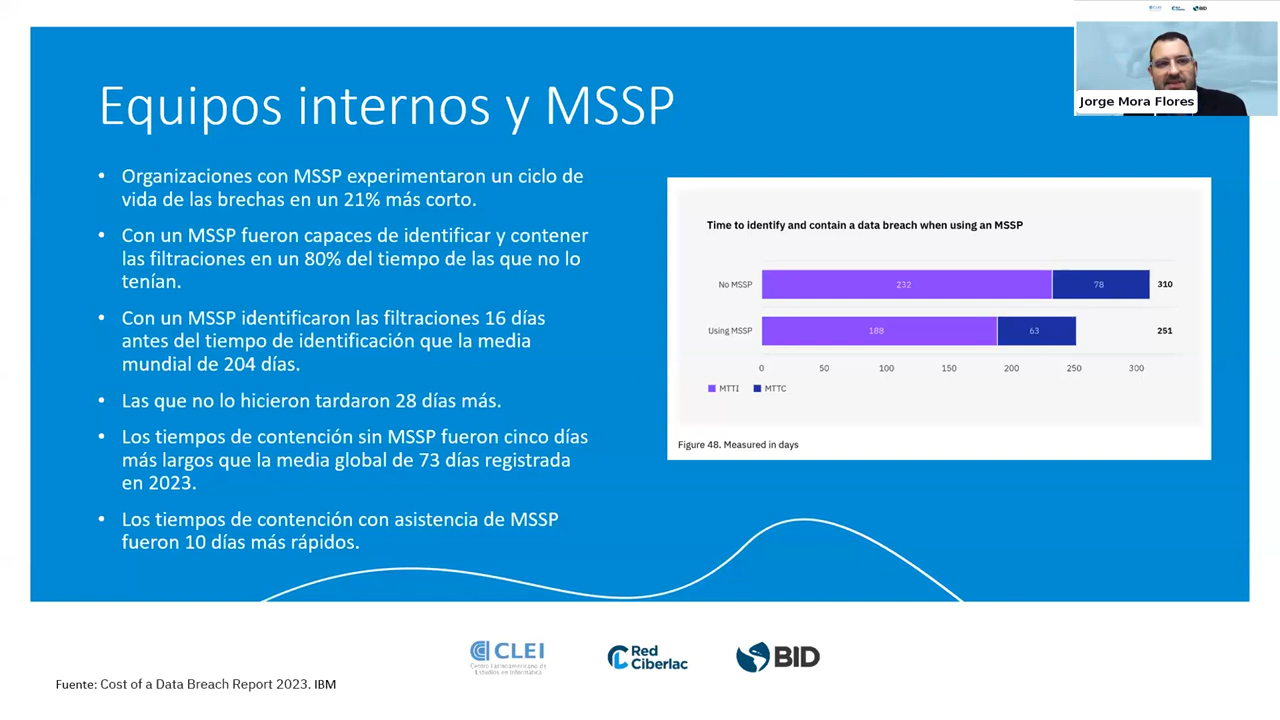 BID
Jorge Mora Flores
Equipos internos y MSSP
• Organizaciones con MSSP experimentaron un ciclo de
vida de las brechas en un 21% más corto.
• Con un MSSP fueron capaces de identificar y contener
las filtraciones en un 80% del tiempo de las que no lo
tenían.
• Con un MSSP identificaron las filtraciones 16 días
antes del tiempo de identificación que la media
mundial de 204 días.
• Las que no lo hicieron tardaron 28 días más.
• Los tiempos de contención sin MSSP fueron cinco días
más largos que la media global de 73 días registrada
en 2023.
• Los tiempos de contención con asistencia de MSSP
fueron 10 días más rápidos.
Time to identify and contain a data breach when using an MSSP
No MSSP 232 78 310
Using MSSP 188 63 251
0 50 100 150 200 250 300
MTTI MTTC
Figure 48. Measured in days
CLEI
Centro Latinoamericano de
Estudios en Informática
Red
Ciberlac
BID
Fuente: Cost of a Data Breach Report 2023. IBM